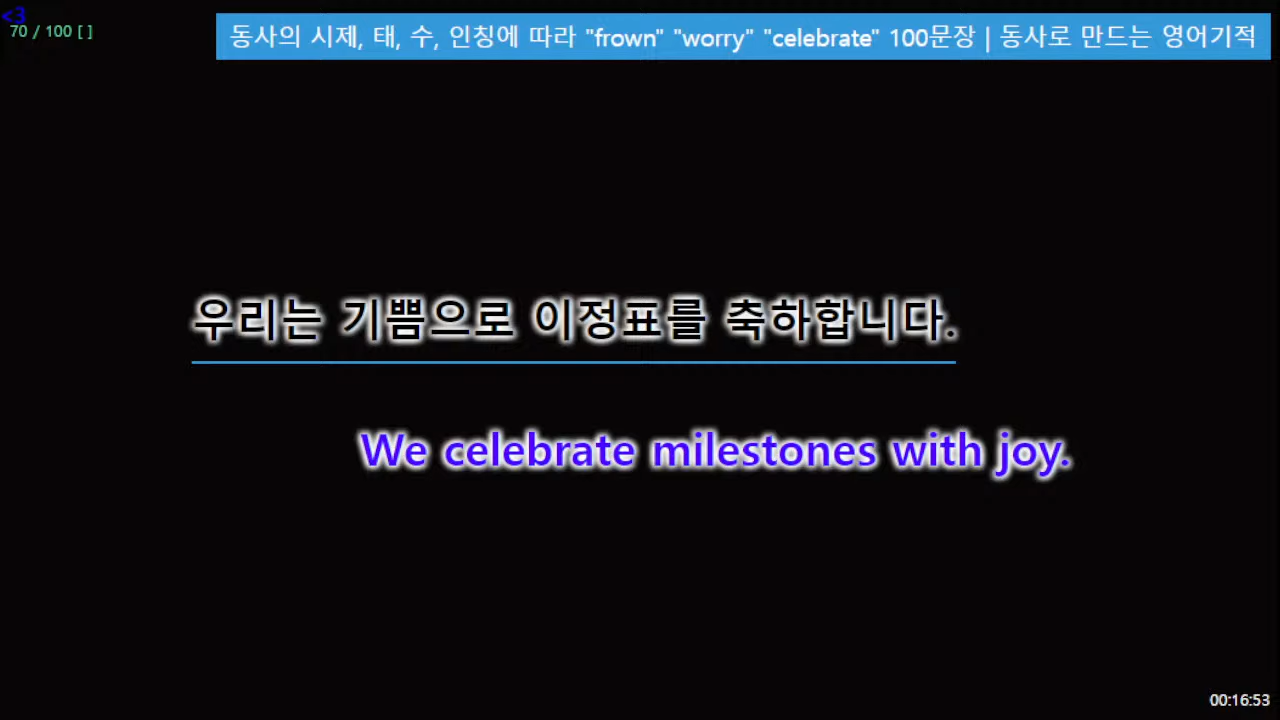 <3
70 / 100 [ ]
동사의 시제, 태, 수, 인칭에 따라 "frown" "worry" "celebrate" 100문장 | 동사로 만드는 영어기적
우리는 기쁨으로 이정표를 축하합니다.
We celebrate milestones with joy.
00:16:53